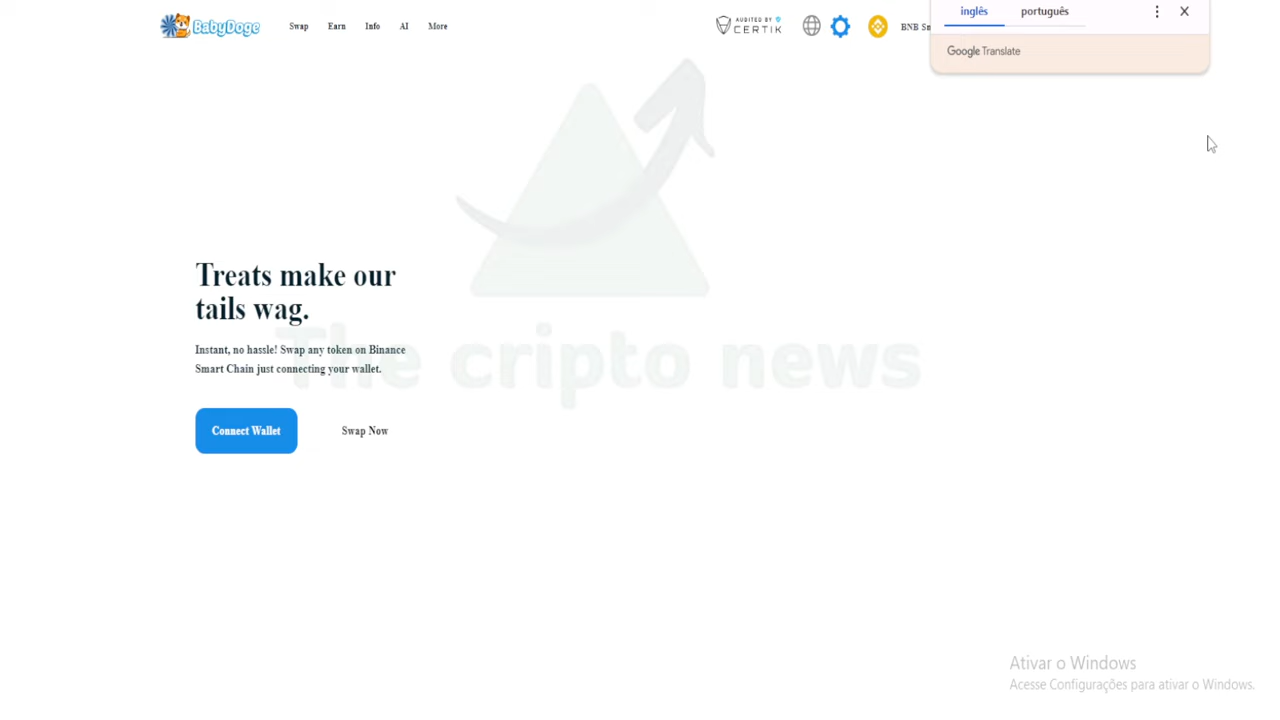 BabyDoge
Swap
Earn
Info
AI
More
AUDITED BY
CERTIK
BNB
inglês
português
Google Translate
Treats make our
tails wag.
Instant, no hassle! Swap any token on Binance
Smart Chain just connecting your wallet.
The cripto news
Connect Wallet
Swap Now
Ativar o Windows
Acesse Configurações para ativar o Windows.